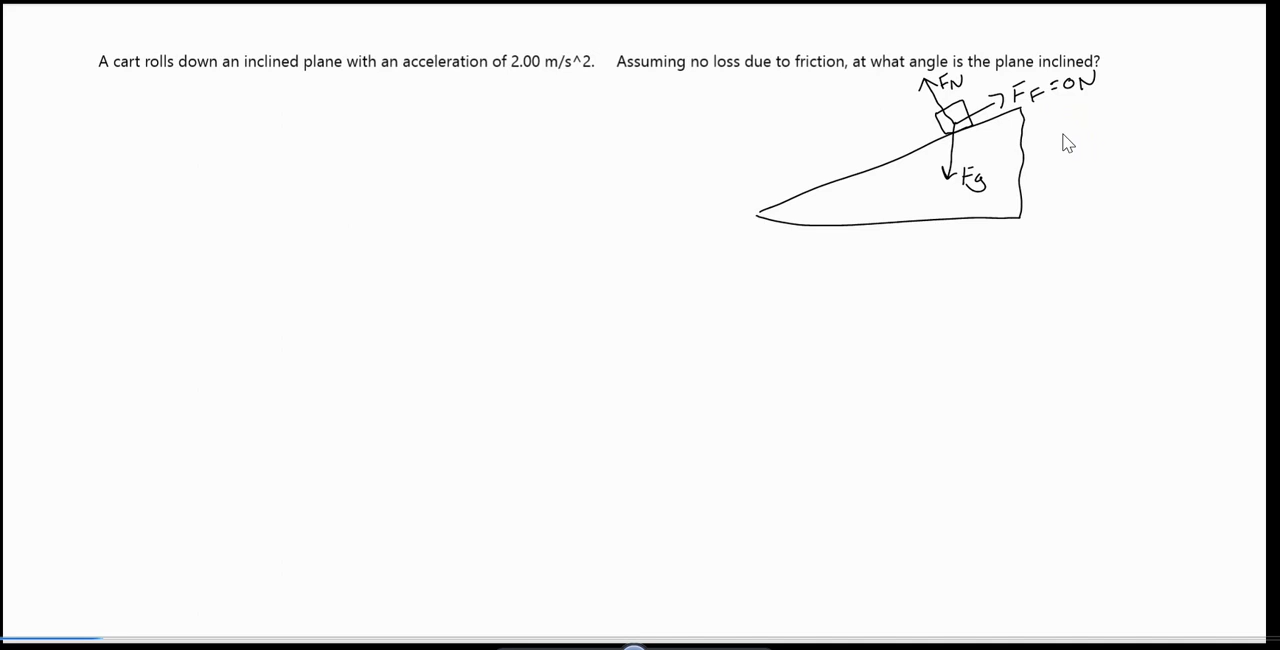 A cart rolls down an inclined plane with an acceleration of 2.00 m/s^2. Assuming no loss due to friction, at what angle is the plane inclined?
FN
FF=0N
Fg